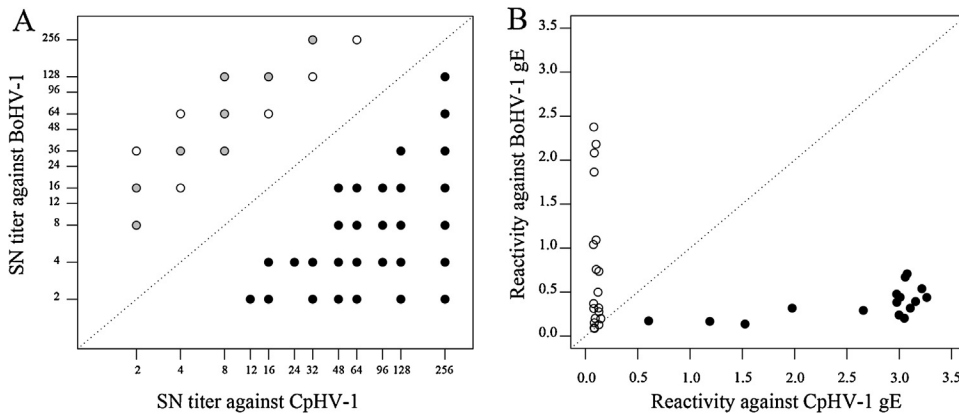 A
SN titer against BoHV-1
256
128
96
64
48
36
24
16
12
8
4
2
2 4 8 12 16 24 32 48 64 96 128 256
SN titer against CpHV-1
B
Reactivity against BoHV-1 gE
3.5
3.0
2.5
2.0
1.5
1.0
0.5
0.0
0.0 0.5 1.0 1.5 2.0 2.5 3.0 3.5
Reactivity against CpHV-1 gE